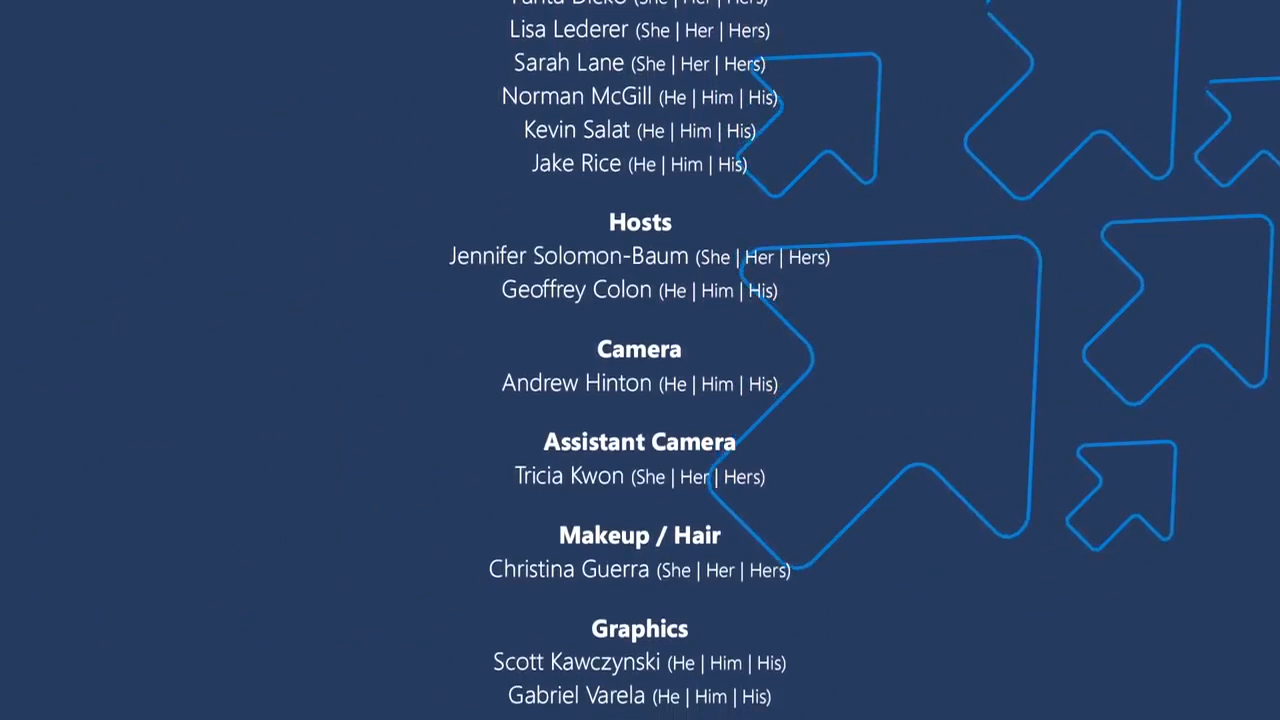 (She | Her | Hers)
Lisa Lederer (She | Her | Hers)
Sarah Lane (She | Her | Hers)
Norman McGill (He | Him | His)
Kevin Salat (He | Him | His)
Jake Rice (He | Him | His)
Hosts
Jennifer Solomon-Baum (She | Her | Hers)
Geoffrey Colon (He | Him | His)
Camera
Andrew Hinton (He | Him | His)
Assistant Camera
Tricia Kwon (She | Her | Hers)
Makeup / Hair
Christina Guerra (She | Her | Hers)
Graphics
Scott Kawczynski (He | Him | His)
Gabriel Varela (He | Him | His)